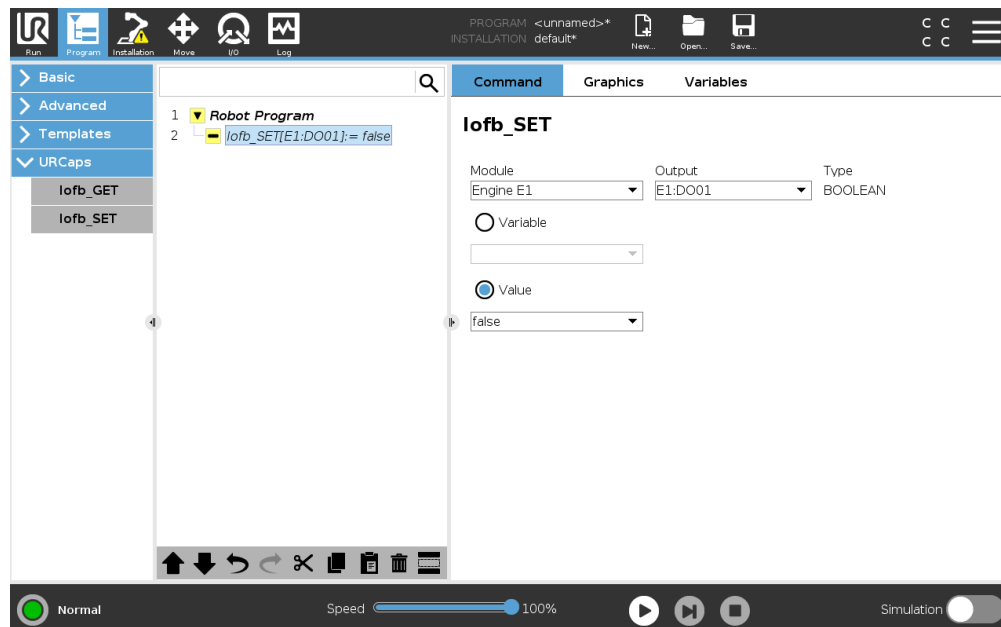 UR
PROGRAM <unnamed>*
INSTALLATION default*
C C
C C
Run Program Installation Move I/O Log New... Open... Save...
Basic
Advanced
Templates
URCaps
Iofb_GET
Iofb_SET
1 Robot Program
2 Iofb_SET[E1:DO01]:= false
Command Graphics Variables
Iofb_SET
Module Output Type
Engine E1 E1:DO01 BOOLEAN
Variable
Value
false
Normal Speed 100% Simulation